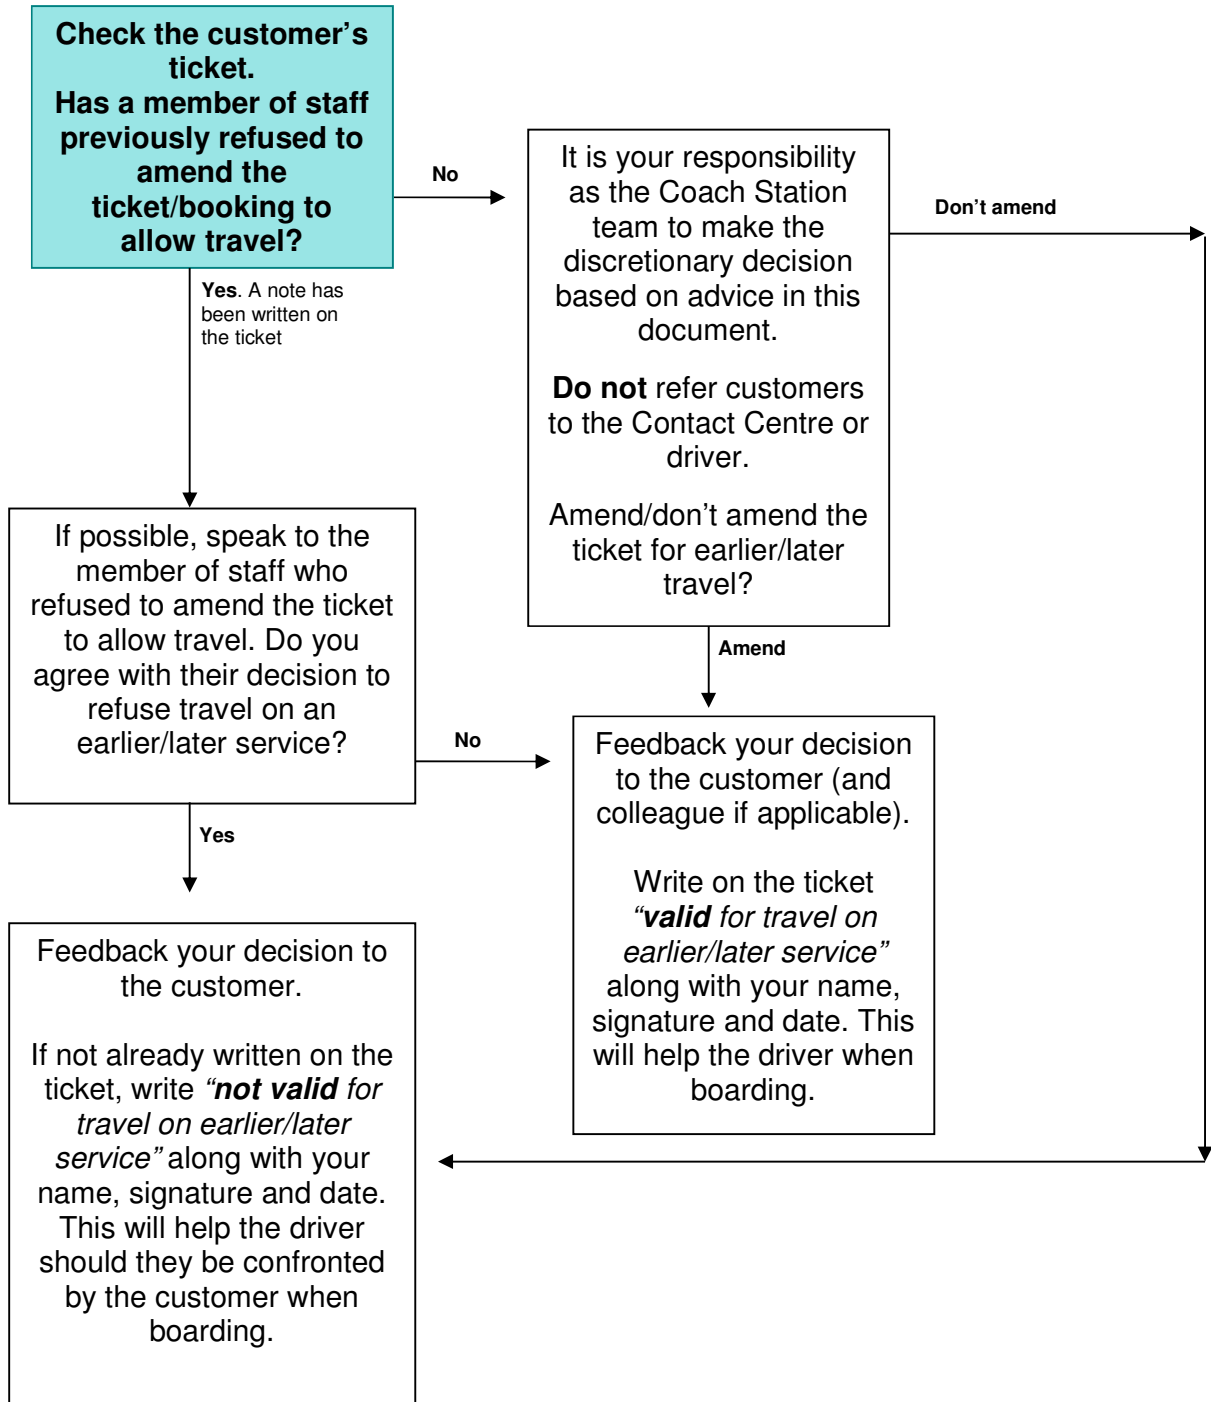 Check the customer’s
ticket.
Has a member of staff
previously refused to
amend the
ticket/booking to
allow travel?
No
It is your responsibility
as the Coach Station
team to make the
discretionary decision
based on advice in this
document.
Do not refer customers
to the Contact Centre or
driver.
Amend/don’t amend the
ticket for earlier/later
travel?
Don’t amend
Yes. A note has
been written on
the ticket
If possible, speak to the
member of staff who
refused to amend the ticket
to allow travel. Do you
agree with their decision to
refuse travel on an
earlier/later service?
Amend
No
Feedback your decision
to the customer (and
colleague if applicable).
Write on the ticket
“valid for travel on
earlier/later service”
along with your name,
signature and date. This
will help the driver when
boarding.
Yes
Feedback your decision to
the customer.
If not already written on the
ticket, write “not valid for
travel on earlier/later
service” along with your
name, signature and date.
This will help the driver
should they be confronted
by the customer when
boarding.